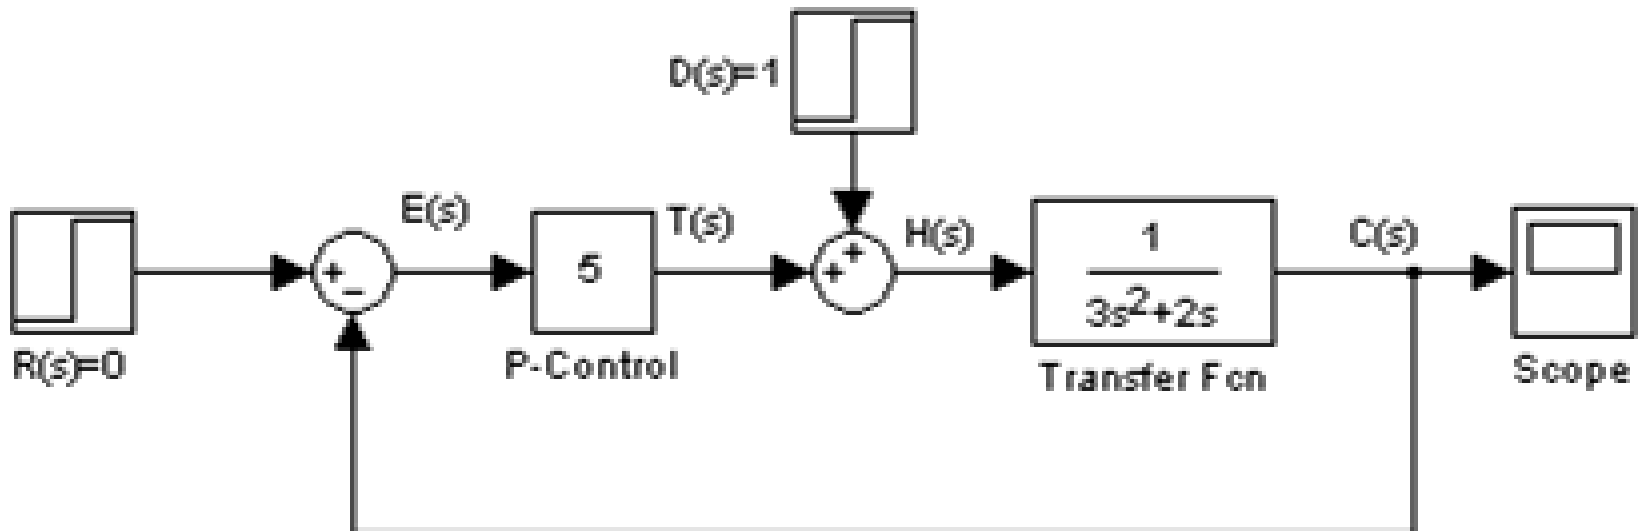 D(s)=1
E(s)
T(s)
H(s)
C(s)
+
+
+
−
5
1
3s²+2s
R(s)=0
P-Control
Transfer Fcn
Scope